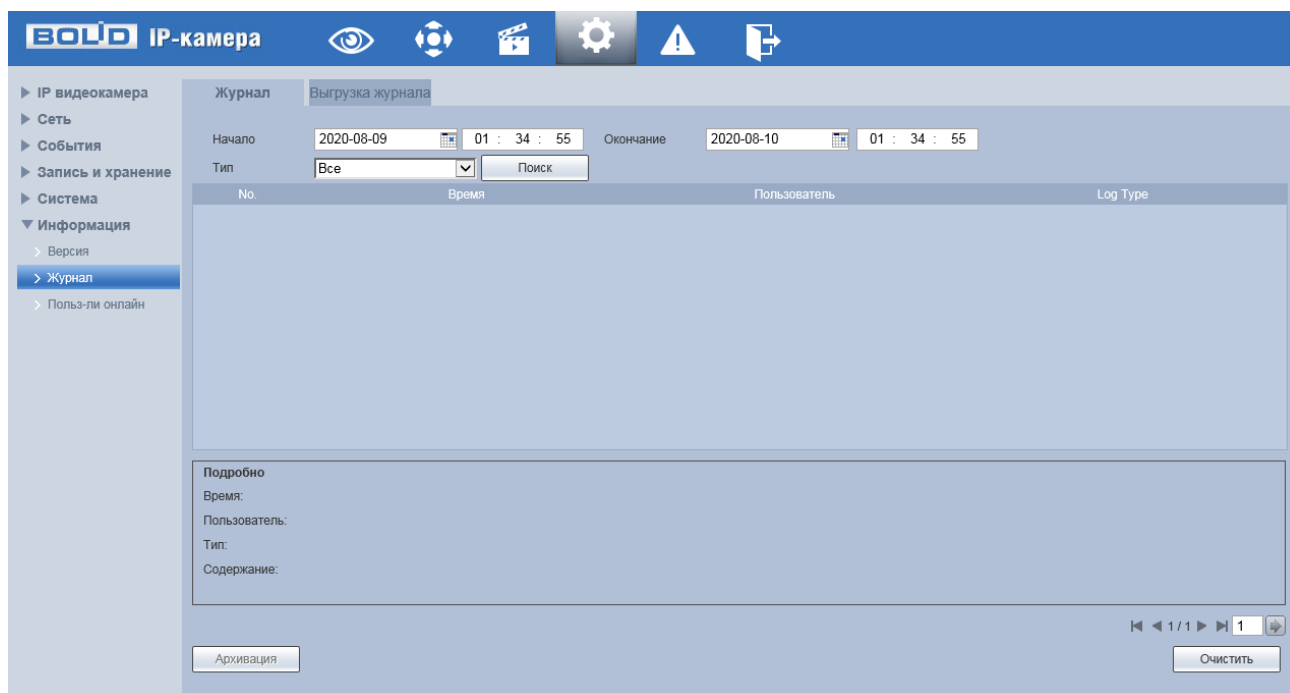 BOLID IP-камера
IP видеокамера
Сеть
События
Запись и хранение
Система
Информация
Версия
Журнал
Польз-ли онлайн
Журнал Выгрузка журнала
Начало 2020-08-09 01 : 34 : 55 Окончание 2020-08-10 01 : 34 : 55
Тип Все Поиск
No. Время Пользователь Log Type
Подробно
Время:
Пользователь:
Тип:
Содержание:
1 / 1 1
Архивация Очистить